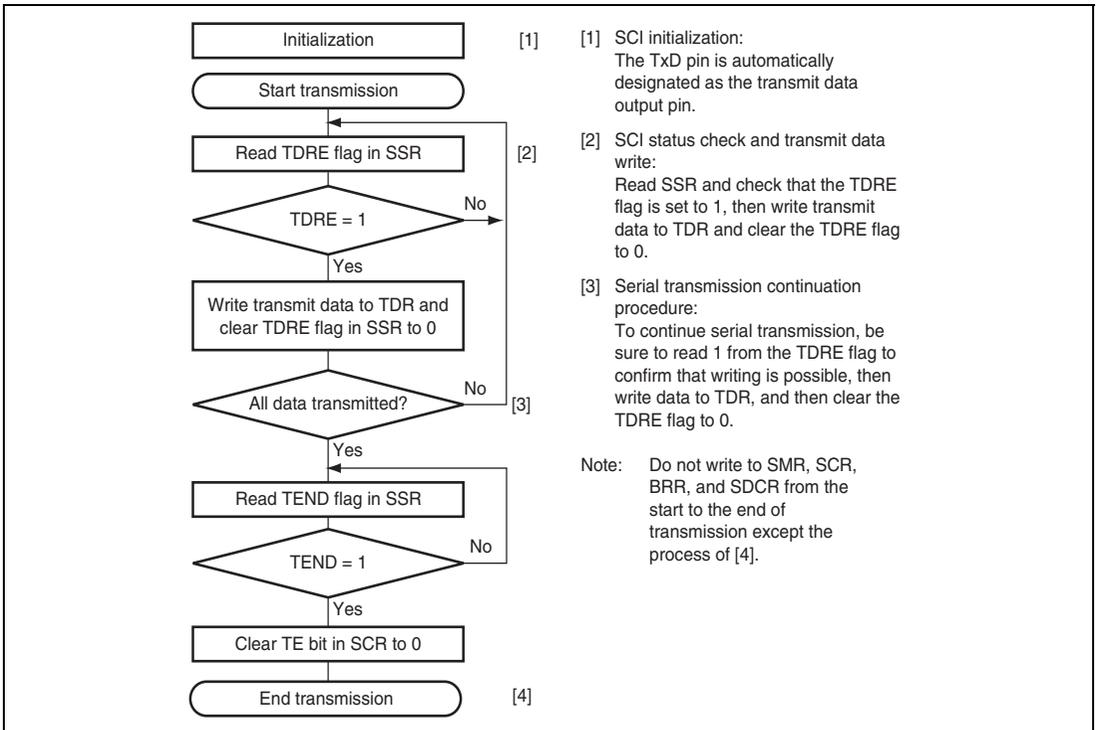 Initialization
[1]
Start transmission
Read TDRE flag in SSR
[2]
No
TDRE = 1
Yes
Write transmit data to TDR and
clear TDRE flag in SSR to 0
No
All data transmitted?
[3]
Yes
Read TEND flag in SSR
No
TEND = 1
Yes
Clear TE bit in SCR to 0
End transmission
[4]
[1] SCI initialization:
The TxD pin is automatically
designated as the transmit data
output pin.
[2] SCI status check and transmit data
write:
Read SSR and check that the TDRE
flag is set to 1, then write transmit
data to TDR and clear the TDRE flag
to 0.
[3] Serial transmission continuation
procedure:
To continue serial transmission, be
sure to read 1 from the TDRE flag to
confirm that writing is possible, then
write data to TDR, and then clear the
TDRE flag to 0.
Note: Do not write to SMR, SCR,
BRR, and SDCR from the
start to the end of
transmission except the
process of [4].